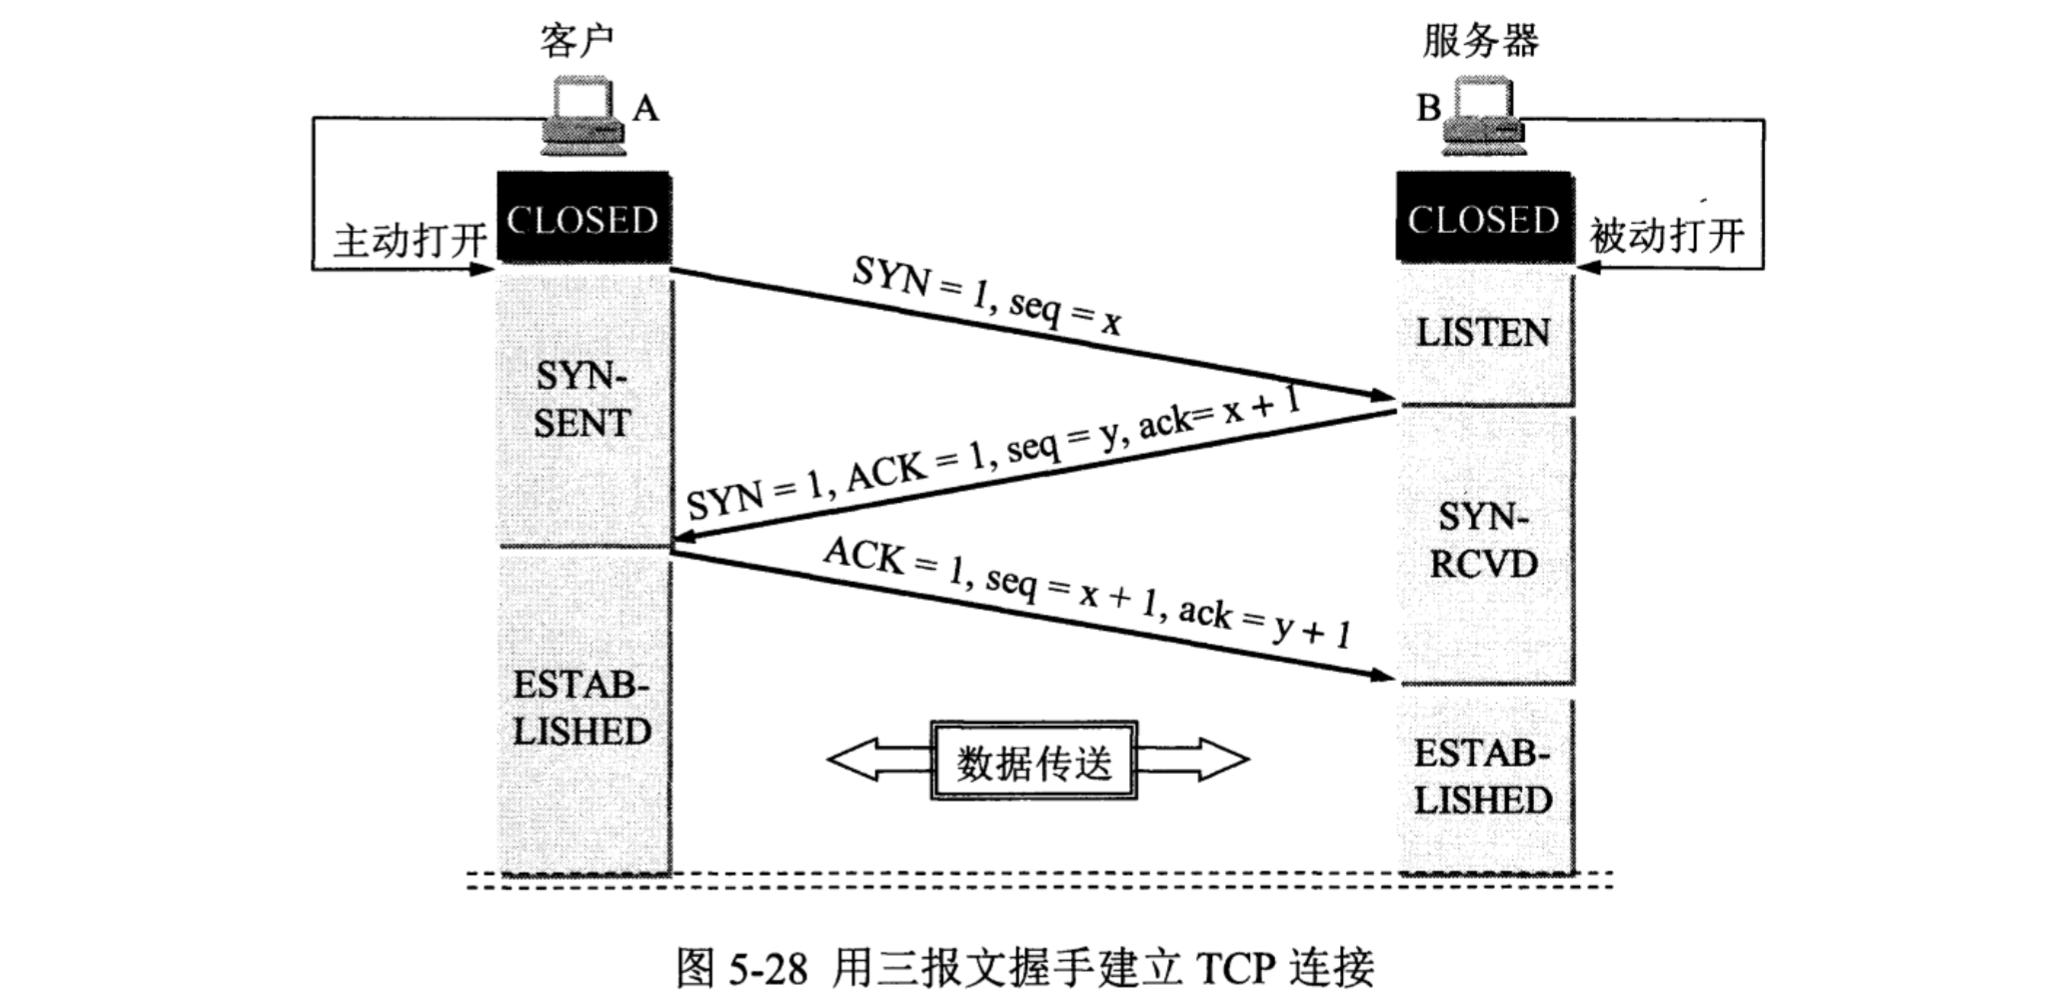 客户
服务器
A
B
CLOSED
CLOSED
主动打开
被动打开
SYN = 1, seq = x
LISTEN
SYN-
SENT
SYN = 1, ACK = 1, seq = y, ack= x + 1
SYN-
RCVD
ACK = 1, seq = x + 1, ack = y + 1
ESTAB-
LISHED
数据传送
ESTAB-
LISHED
图 5-28 用三报文握手建立 TCP 连接